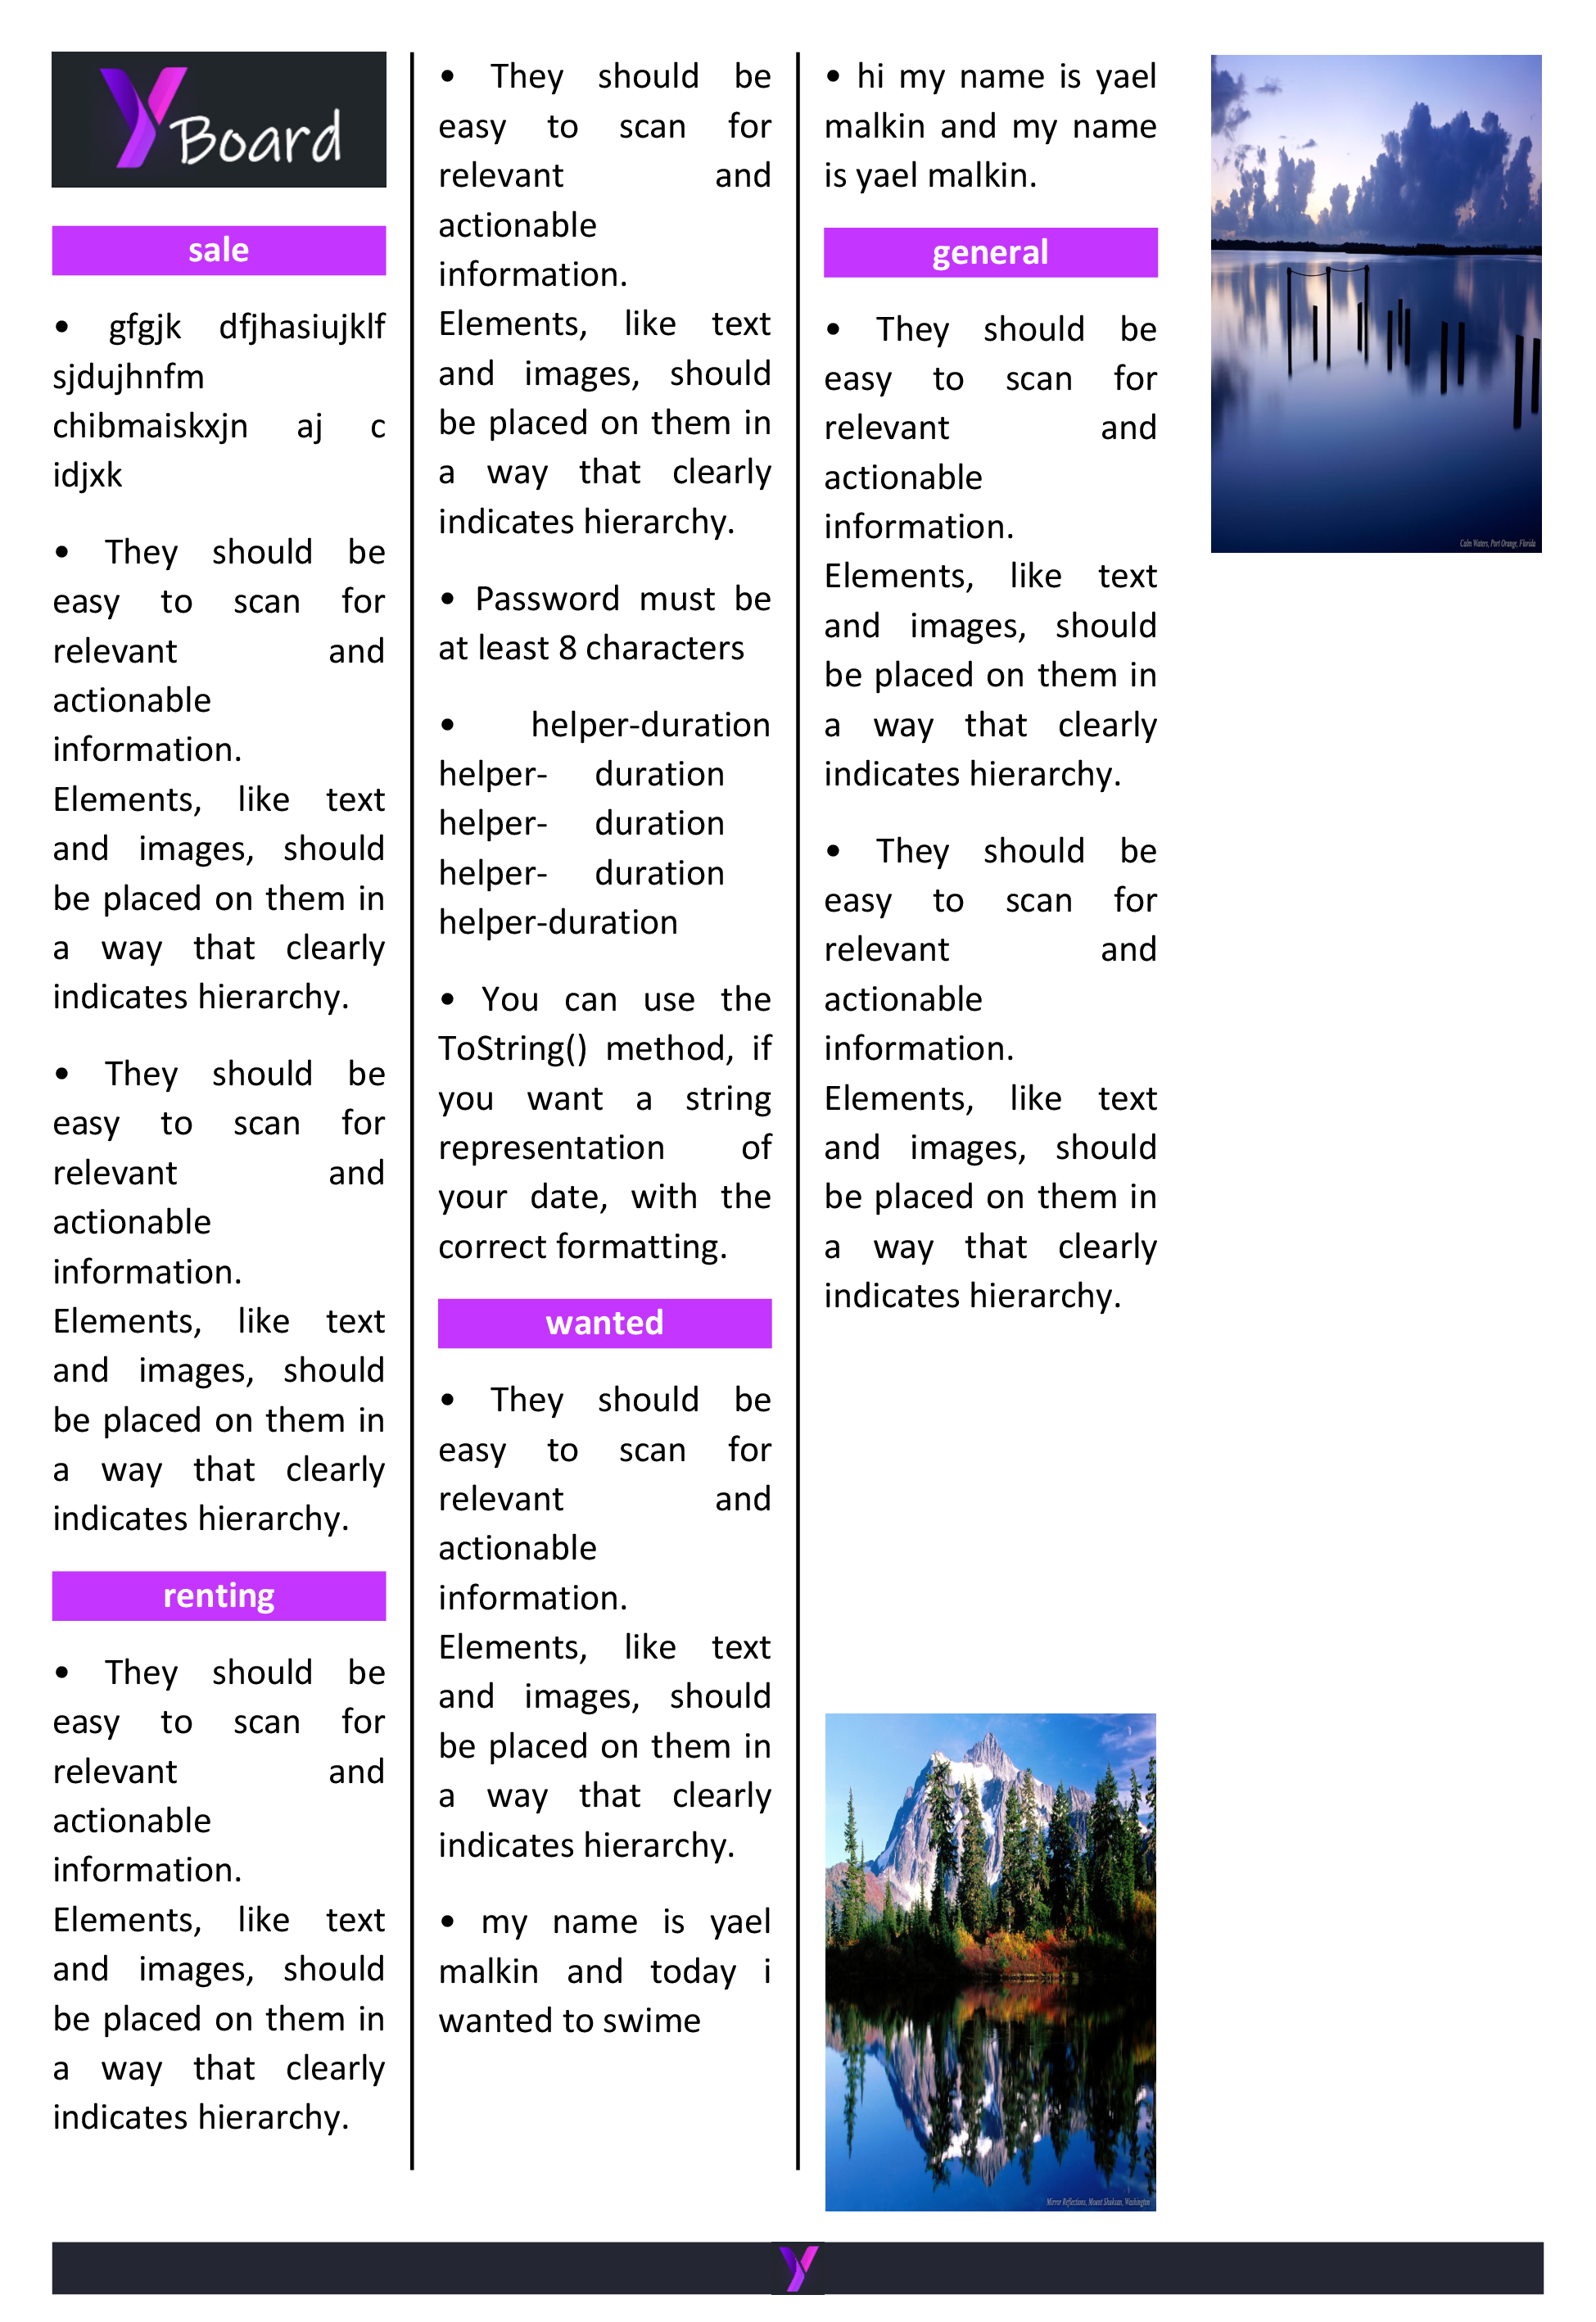 Y Board
sale
• gfgjk dfjhasiujklf
sjdujhnfm
chibmaiskxjn aj c
idjxk
• They should be
easy to scan for
relevant and
actionable
information.
Elements, like text
and images, should
be placed on them in
a way that clearly
indicates hierarchy.
• They should be
easy to scan for
relevant and
actionable
information.
Elements, like text
and images, should
be placed on them in
a way that clearly
indicates hierarchy.
renting
• They should be
easy to scan for
relevant and
actionable
information.
Elements, like text
and images, should
be placed on them in
a way that clearly
indicates hierarchy.
• They should be
easy to scan for
relevant and
actionable
information.
Elements, like text
and images, should
be placed on them in
a way that clearly
indicates hierarchy.
• Password must be
at least 8 characters
• helper-duration
helper- duration
helper- duration
helper- duration
helper-duration
• You can use the
ToString() method, if
you want a string
representation of
your date, with the
correct formatting.
wanted
• They should be
easy to scan for
relevant and
actionable
information.
Elements, like text
and images, should
be placed on them in
a way that clearly
indicates hierarchy.
• my name is yael
malkin and today i
wanted to swime
• hi my name is yael
malkin and my name
is yael malkin.
general
• They should be
easy to scan for
relevant and
actionable
information.
Elements, like text
and images, should
be placed on them in
a way that clearly
indicates hierarchy.
• They should be
easy to scan for
relevant and
actionable
information.
Elements, like text
and images, should
be placed on them in
a way that clearly
indicates hierarchy.
Mirror Reflections, Mount Shuksan, Washington
Calm Waters, Port Orange, Florida
Y